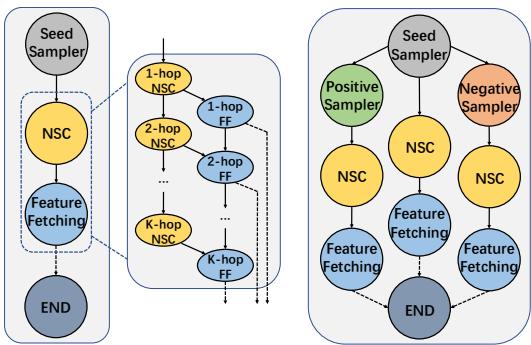 Seed
Sampler
NSC
Feature
Fetching
END
1-hop
NSC
1-hop
FF
2-hop
NSC
2-hop
FF
...
...
K-hop
NSC
K-hop
FF
Seed
Sampler
Positive
Sampler
Negative
Sampler
NSC
NSC
NSC
Feature
Fetching
Feature
Fetching
Feature
Fetching
END